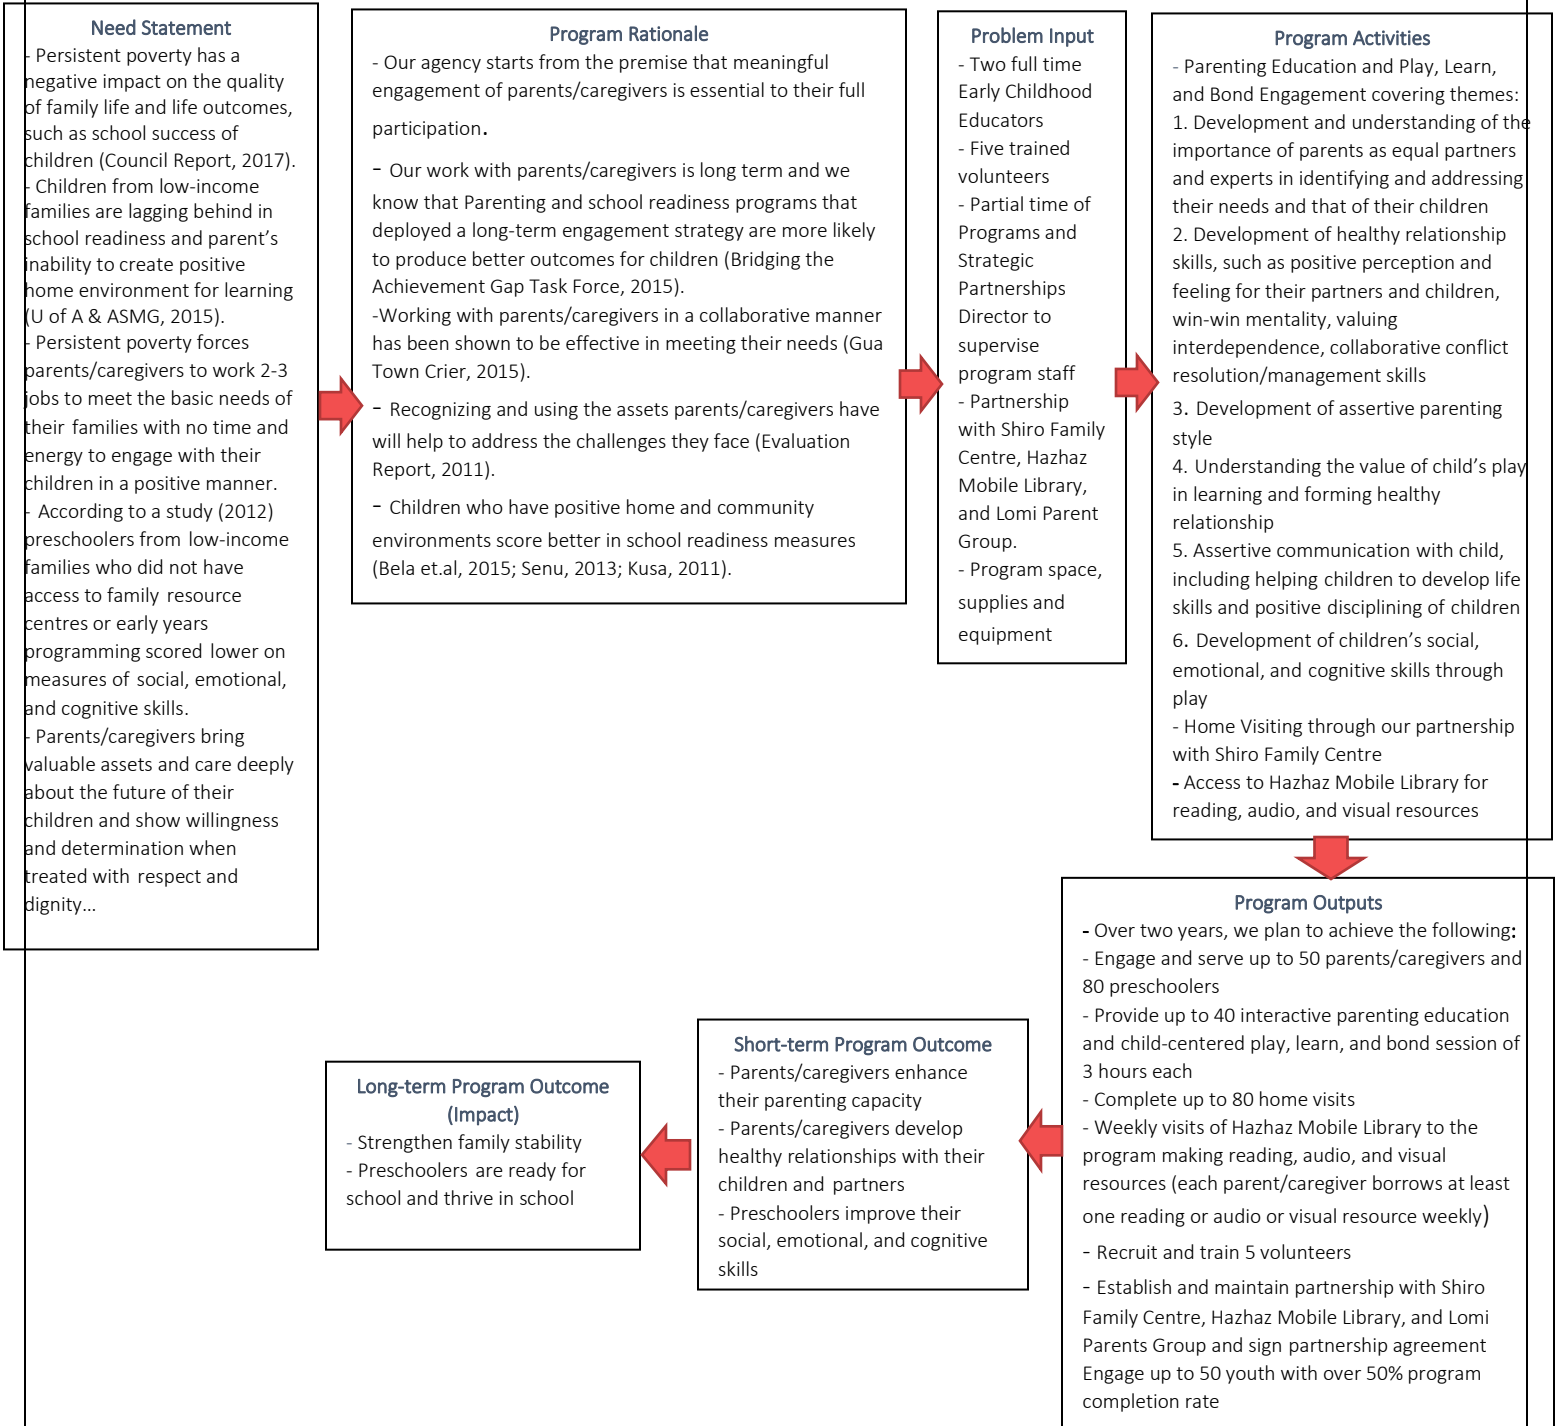 Need Statement
- Persistent poverty has a
negative impact on the quality
of family life and life outcomes,
such as school success of
children (Council Report, 2017).
- Children from low-income
families are lagging behind in
school readiness and parent's
inability to create positive
home environment for learning
(U of A & ASMG, 2015).
- Persistent poverty forces
parents/caregivers to work 2-3
jobs to meet the basic needs of
their families with no time and
energy to engage with their
children in a positive manner.
- According to a study (2012)
preschoolers from low-income
families who did not have
access to family resource
centres or early years
programming scored lower on
measures of social, emotional,
and cognitive skills.
- Parents/caregivers bring
valuable assets and care deeply
about the future of their
children and show willingness
and determination when
treated with respect and
dignity...
Program Rationale
- Our agency starts from the premise that meaningful
engagement of parents/caregivers is essential to their full
participation.
- Our work with parents/caregivers is long term and we
know that Parenting and school readiness programs that
deployed a long-term engagement strategy are more likely
to produce better outcomes for children (Bridging the
Achievement Gap Task Force, 2015).
-Working with parents/caregivers in a collaborative manner
has been shown to be effective in meeting their needs (Gua
Town Crier, 2015).
- Recognizing and using the assets parents/caregivers have
will help to address the challenges they face (Evaluation
Report, 2011).
- Children who have positive home and community
environments score better in school readiness measures
(Bela et.al, 2015; Senu, 2013; Kusa, 2011).
Problem Input
- Two full time
Early Childhood
Educators
- Five trained
volunteers
- Partial time of
Programs and
Strategic
Partnerships
Director to
supervise
program staff
- Partnership
with Shiro Family
Centre, Hazhaz
Mobile Library,
and Lomi Parent
Group.
- Program space,
supplies and
equipment
Program Activities
- Parenting Education and Play, Learn,
and Bond Engagement covering themes:
1. Development and understanding of the
importance of parents as equal partners
and experts in identifying and addressing
their needs and that of their children
2. Development of healthy relationship
skills, such as positive perception and
feeling for their partners and children,
win-win mentality, valuing
interdependence, collaborative conflict
resolution/management skills
3. Development of assertive parenting
style
4. Understanding the value of child's play
in learning and forming healthy
relationship
5. Assertive communication with child,
including helping children to develop life
skills and positive disciplining of children
6. Development of children's social,
emotional, and cognitive skills through
play
- Home Visiting through our partnership
with Shiro Family Centre
- Access to Hazhaz Mobile Library for
reading, audio, and visual resources
Program Outputs
- Over two years, we plan to achieve the following:
- Engage and serve up to 50 parents/caregivers and
80 preschoolers
- Provide up to 40 interactive parenting education
and child-centered play, learn, and bond session of
3 hours each
- Complete up to 80 home visits
- Weekly visits of Hazhaz Mobile Library to the
program making reading, audio, and visual
resources (each parent/caregiver borrows at least
one reading or audio or visual resource weekly)
- Recruit and train 5 volunteers
- Establish and maintain partnership with Shiro
Family Centre, Hazhaz Mobile Library, and Lomi
Parents Group and sign partnership agreement
Engage up to 50 youth with over 50% program
completion rate
Short-term Program Outcome
- Parents/caregivers enhance
their parenting capacity
- Parents/caregivers develop
healthy relationships with their
children and partners
- Preschoolers improve their
social, emotional, and cognitive
skills
Long-term Program Outcome
(Impact)
- Strengthen family stability
- Preschoolers are ready for
school and thrive in school